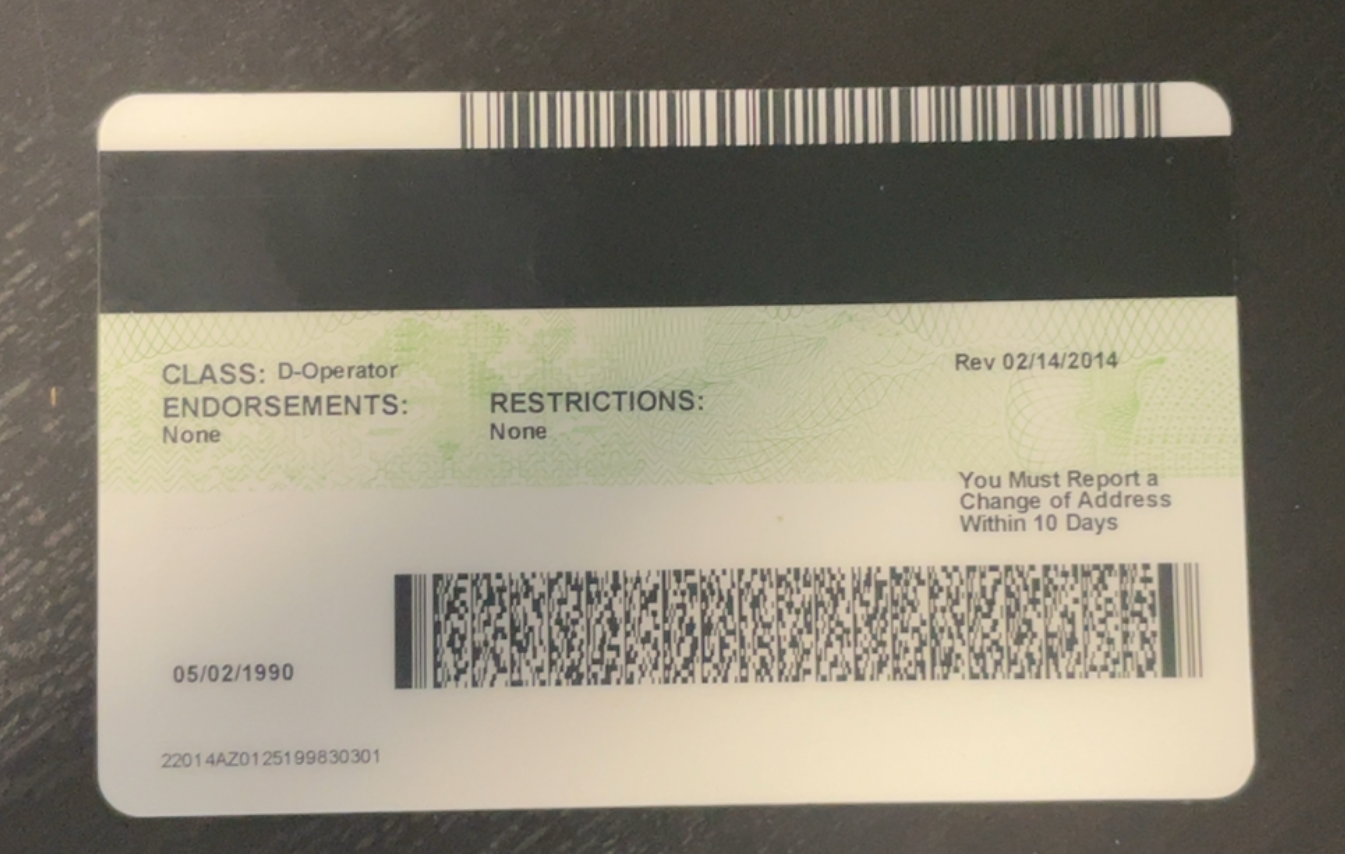 CLASS: D-Operator
Rev 02/14/2014
ENDORSEMENTS:
RESTRICTIONS:
None
None
You Must Report a
Change of Address
Within 10 Days
05/02/1990
22014AZ0125199830301